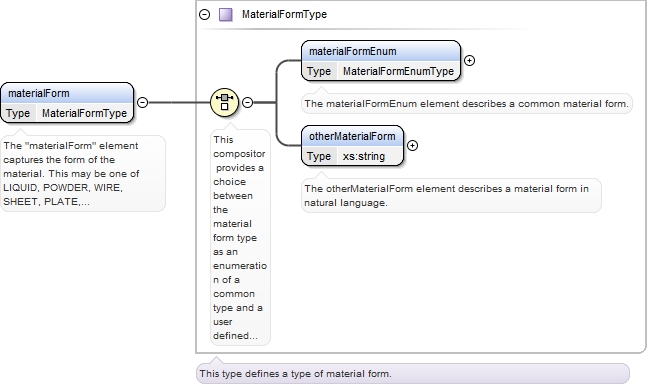 MaterialFormType
materialFormEnum
Type MaterialFormEnumType
The materialFormEnum element describes a common material form.
materialForm
Type MaterialFormType
The "materialForm" element
captures the form of the
material. This may be one of
LIQUID, POWDER, WIRE,
SHEET, PLATE,...
This
compositor
provides a
choice
between
the
material
form type
as an
enumeratio
n of a
common
type and a
user
defined...
otherMaterialForm
Type xs:string
The otherMaterialForm element describes a material form in
natural language.
This type defines a type of material form.